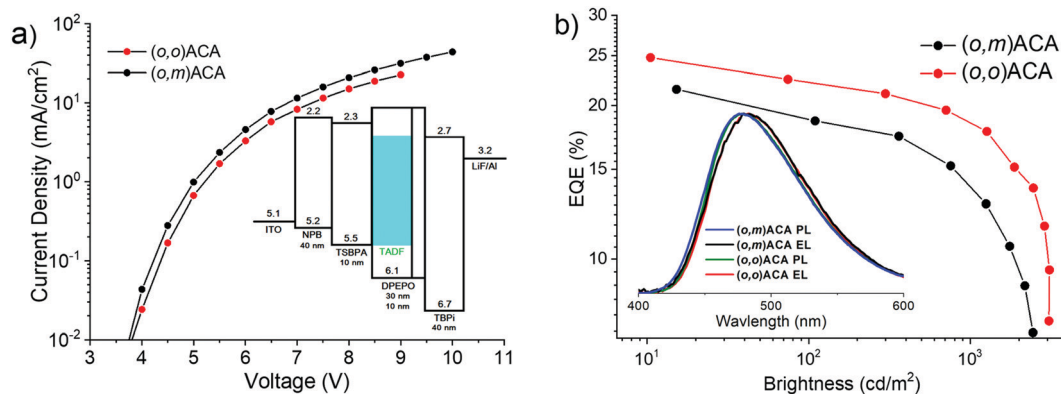 a)
(o,o)ACA
(o,m)ACA
10²
10¹
10⁰
10⁻¹
10⁻²
Current Density (mA/cm²)
3 4 5 6 7 8 9 10 11
Voltage (V)
2.2
2.3
2.7
3.2
LiF/Al
5.1
ITO
5.2
NPB
40 nm
5.5
TSBPA
10 nm
TADF
6.1
DPEPO
30 nm
10 nm
6.7
TBPi
40 nm
b)
(o,m)ACA
(o,o)ACA
30
25
20
15
10
EQE (%)
(o,m)ACA PL
(o,m)ACA EL
(o,o)ACA PL
(o,o)ACA EL
400 500 600
Wavelength (nm)
10¹ 10² 10³
Brightness (cd/m²)